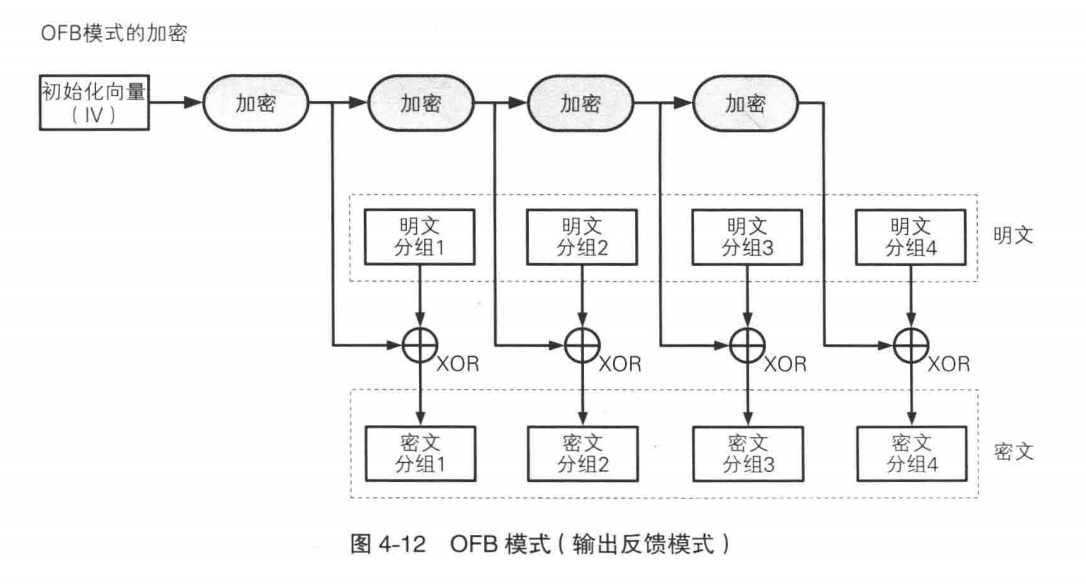 OFB模式的加密
初始化向量
（IV）
加密
加密
加密
加密
明文
分组1
明文
分组2
明文
分组3
明文
分组4
明文
XOR
XOR
XOR
XOR
密文
分组1
密文
分组2
密文
分组3
密文
分组4
密文
图 4-12 OFB 模式（输出反馈模式）